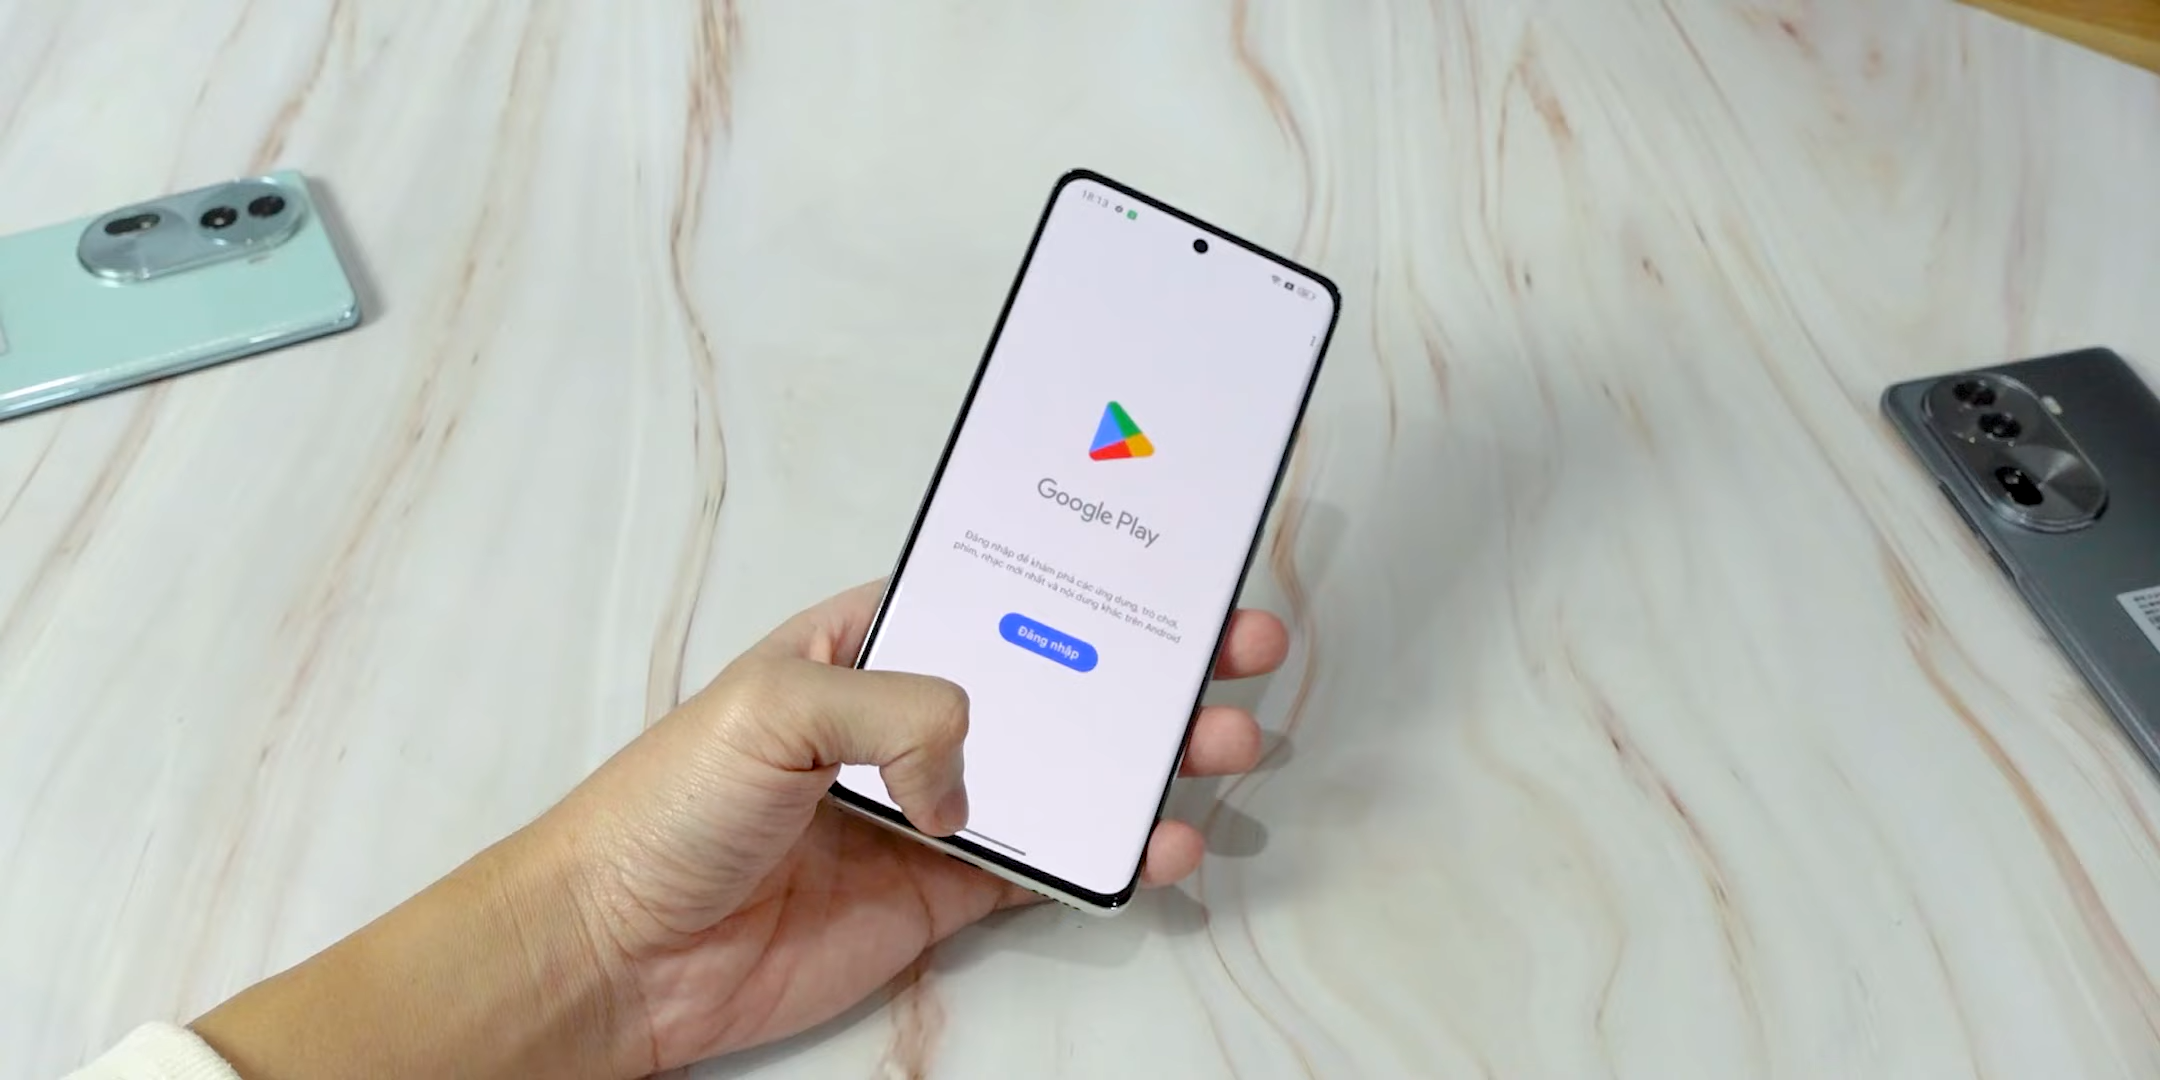 18:13
Google Play
Đăng nhập để khám phá các ứng dụng, trò chơi,
phim, nhạc mới nhất và nội dung khác trên Android
Đăng nhập